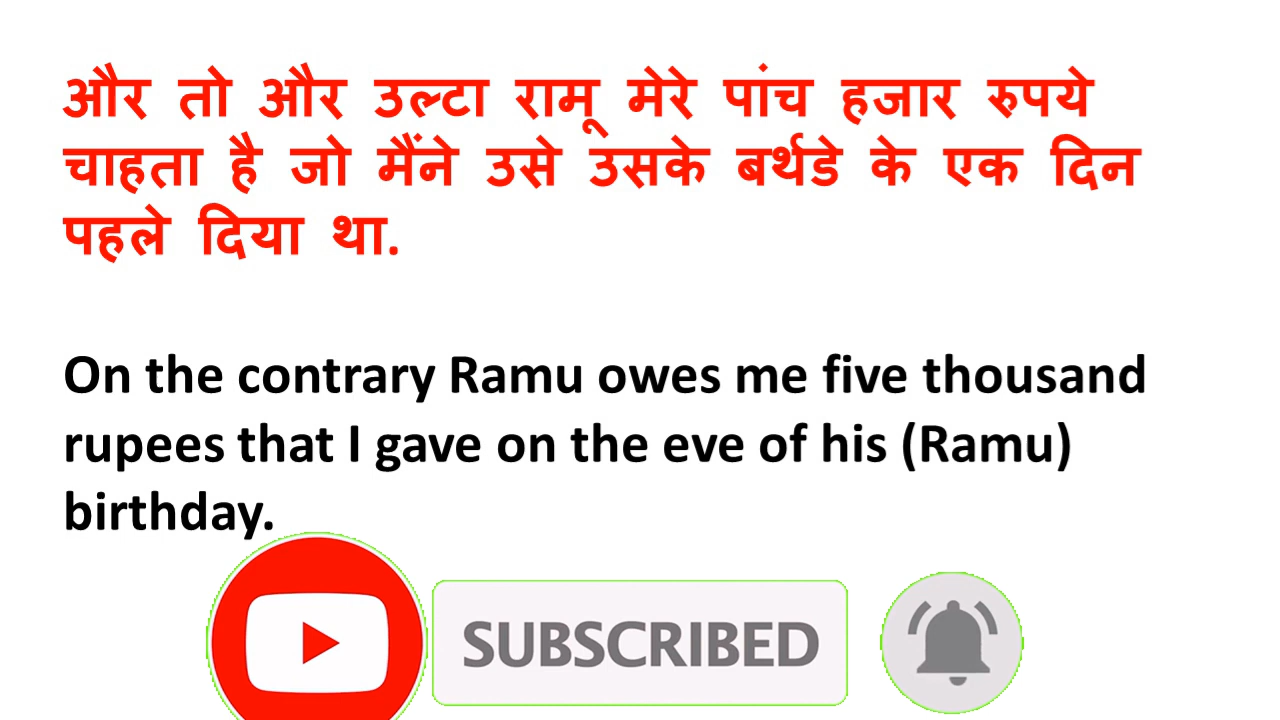 और तो और उल्टा रामू मेरे पांच हजार रुपये
चाहता है जो मैंने उसे उसके बर्थडे के एक दिन
पहले दिया था.
On the contrary Ramu owes me five thousand
rupees that I gave on the eve of his (Ramu)
birthday.
SUBSCRIBED